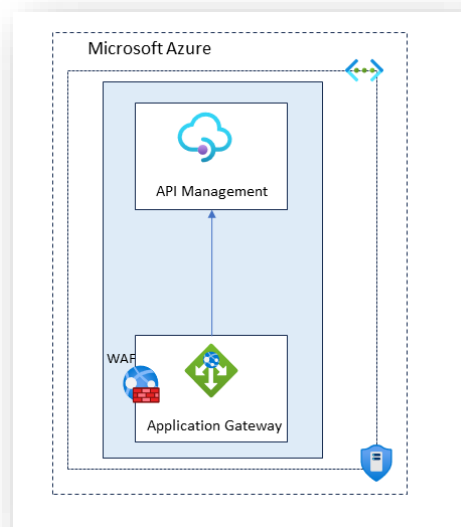 Microsoft Azure
API Management
WAF
Application Gateway